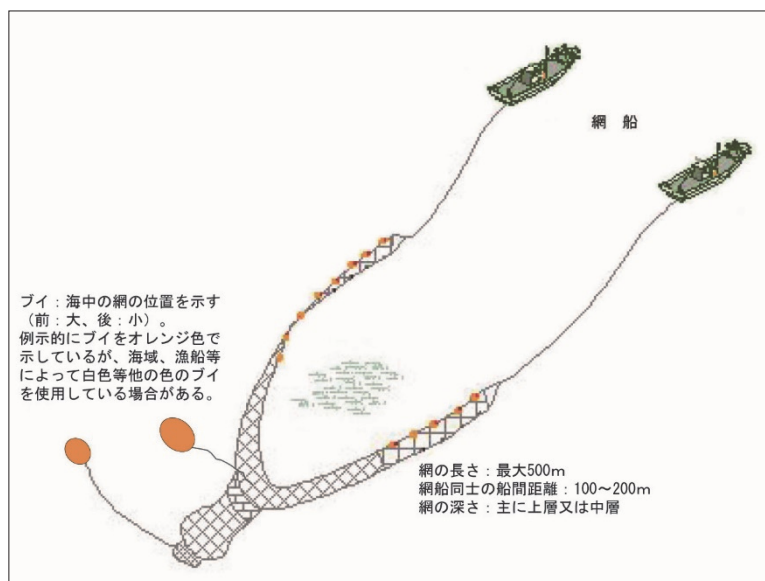 網　船
ブイ：海中の網の位置を示す
（前：大、後：小）。
例示的にブイをオレンジ色で
示しているが、海域、漁船等
によって白色等他の色のブイ
を使用している場合がある。
網の長さ：最大500ｍ
網船同士の船間距離：100～200ｍ
網の深さ：主に上層又は中層